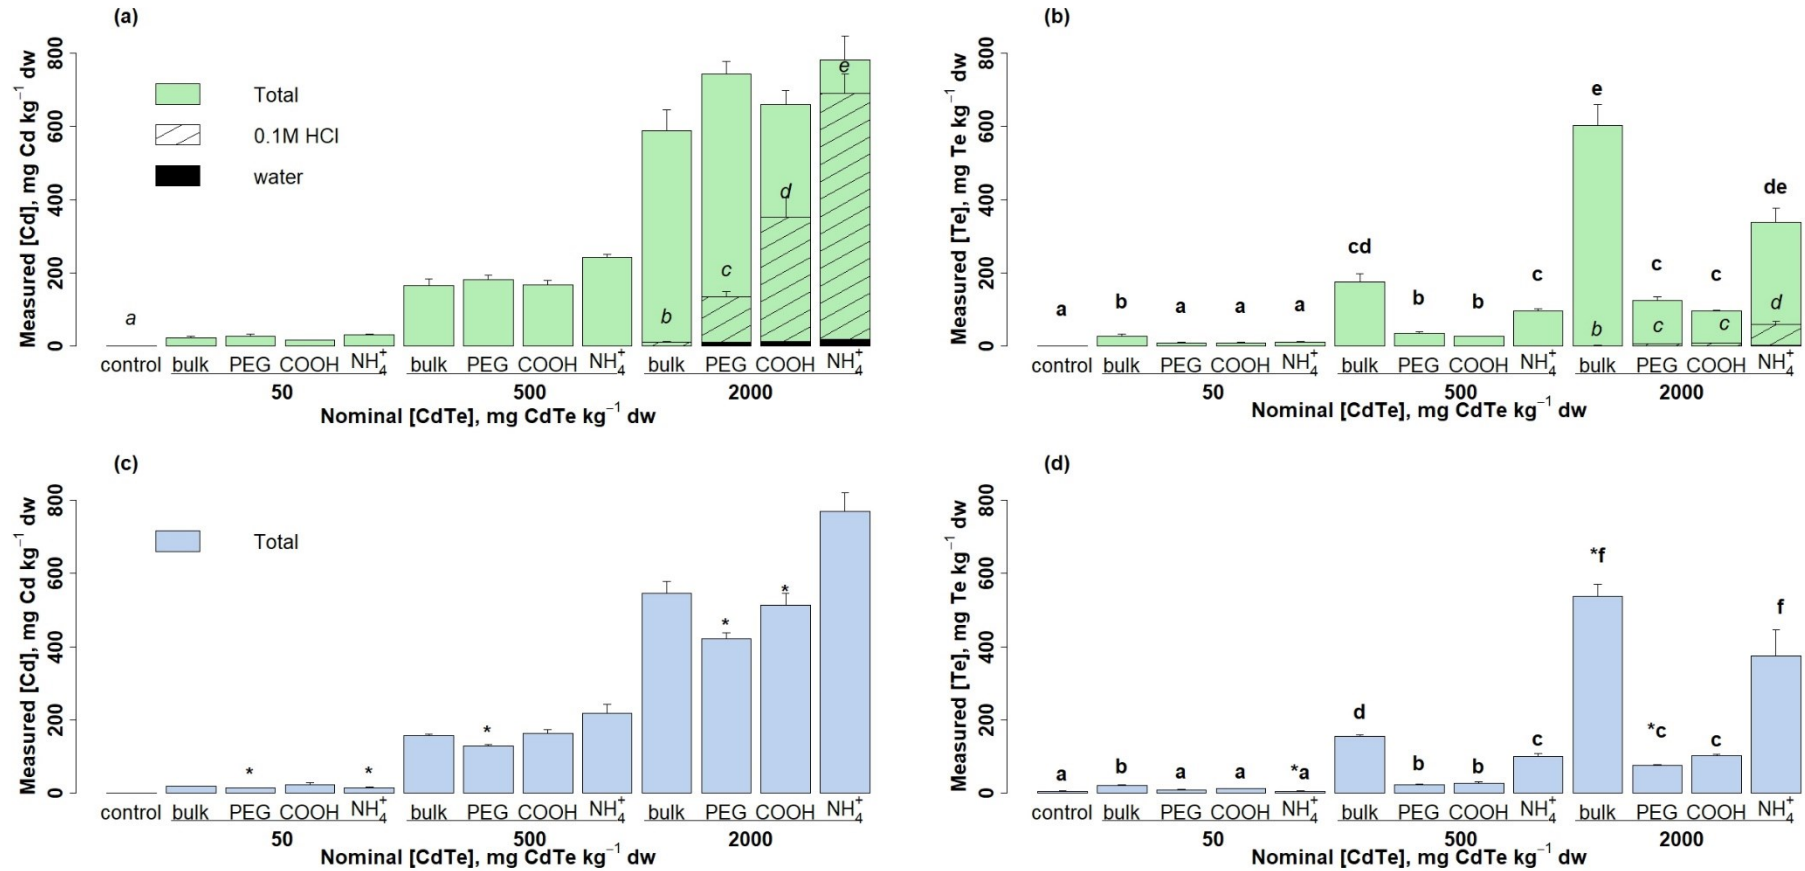 (a)
Measured [Cd], mg Cd kg⁻¹ dw
0 200 400 600 800
Total
0.1M HCl
water
a b c d e
control bulk PEG COOH NH₄⁺ bulk PEG COOH NH₄⁺ bulk PEG COOH NH₄⁺
50 500 2000
Nominal [CdTe], mg CdTe kg⁻¹ dw
(b)
Measured [Te], mg Te kg⁻¹ dw
0 200 400 600 800
a b a a a cd b b c e c c de
b c c d
control bulk PEG COOH NH₄⁺ bulk PEG COOH NH₄⁺ bulk PEG COOH NH₄⁺
50 500 2000
Nominal [CdTe], mg CdTe kg⁻¹ dw
(c)
Measured [Cd], mg Cd kg⁻¹ dw
0 200 400 600 800
Total
* * * * *
control bulk PEG COOH NH₄⁺ bulk PEG COOH NH₄⁺ bulk PEG COOH NH₄⁺
50 500 2000
Nominal [CdTe], mg CdTe kg⁻¹ dw
(d)
Measured [Te], mg Te kg⁻¹ dw
0 200 400 600 800
a b a a *a d b b c *f *c c f
control bulk PEG COOH NH₄⁺ bulk PEG COOH NH₄⁺ bulk PEG COOH NH₄⁺
50 500 2000
Nominal [CdTe], mg CdTe kg⁻¹ dw